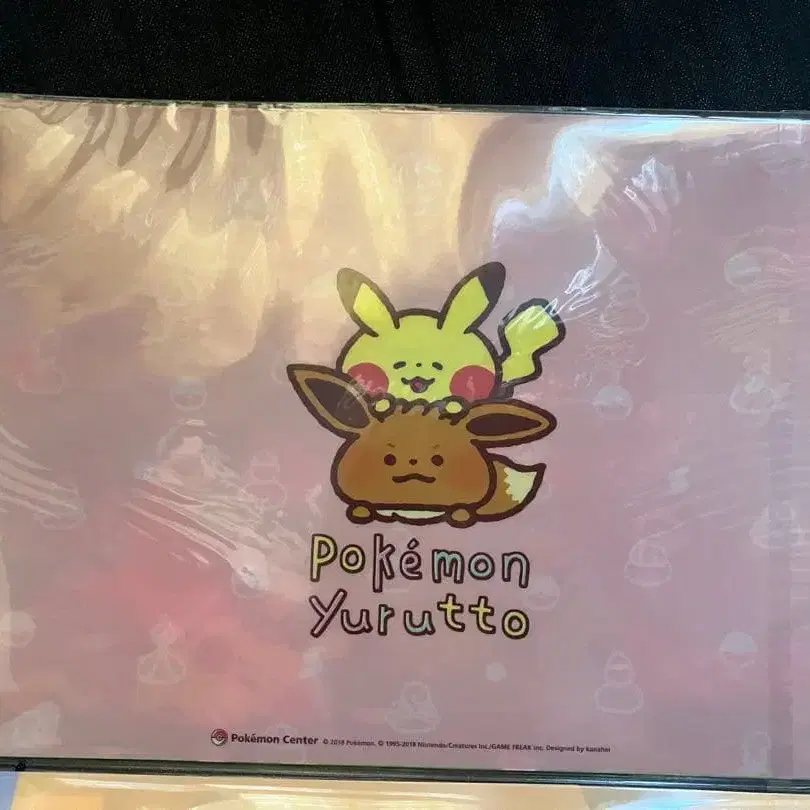 Pokémon
Yurutto
Pokémon Center © 2018 Pokémon. © 1995-2018 Nintendo/Creatures Inc./GAME FREAK inc. Designed by kanahei